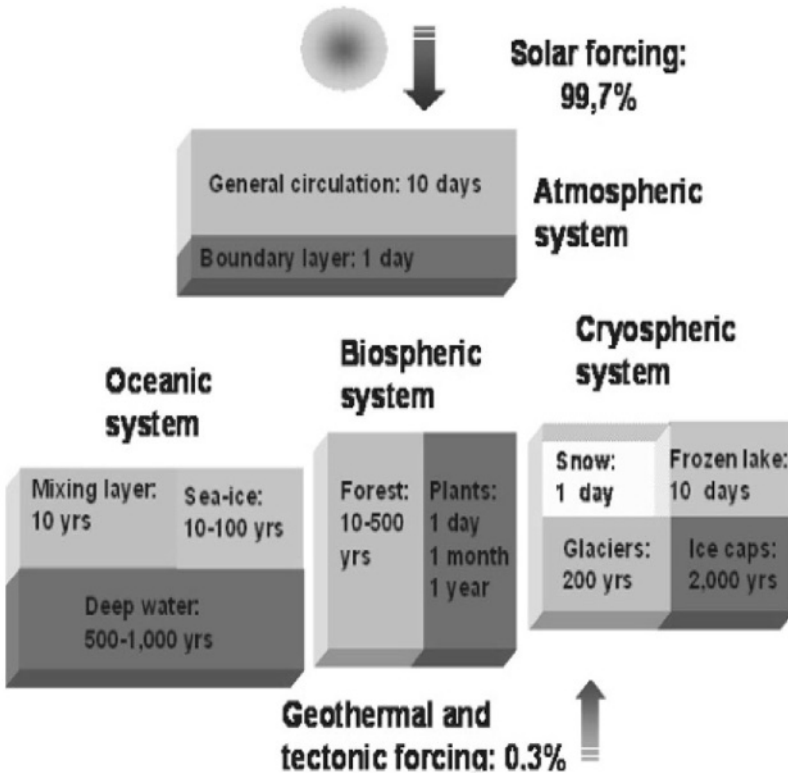 Solar forcing:
99,7%
General circulation: 10 days
Boundary layer: 1 day
Atmospheric
system
Oceanic
system
Mixing layer:
10 yrs
Sea-ice:
10-100 yrs
Deep water:
500-1,000 yrs
Biospheric
system
Forest:
10-500
yrs
Plants:
1 day
1 month
1 year
Cryospheric
system
Snow:
1 day
Frozen lake:
10 days
Glaciers:
200 yrs
Ice caps:
2,000 yrs
Geothermal and
tectonic forcing: 0.3%